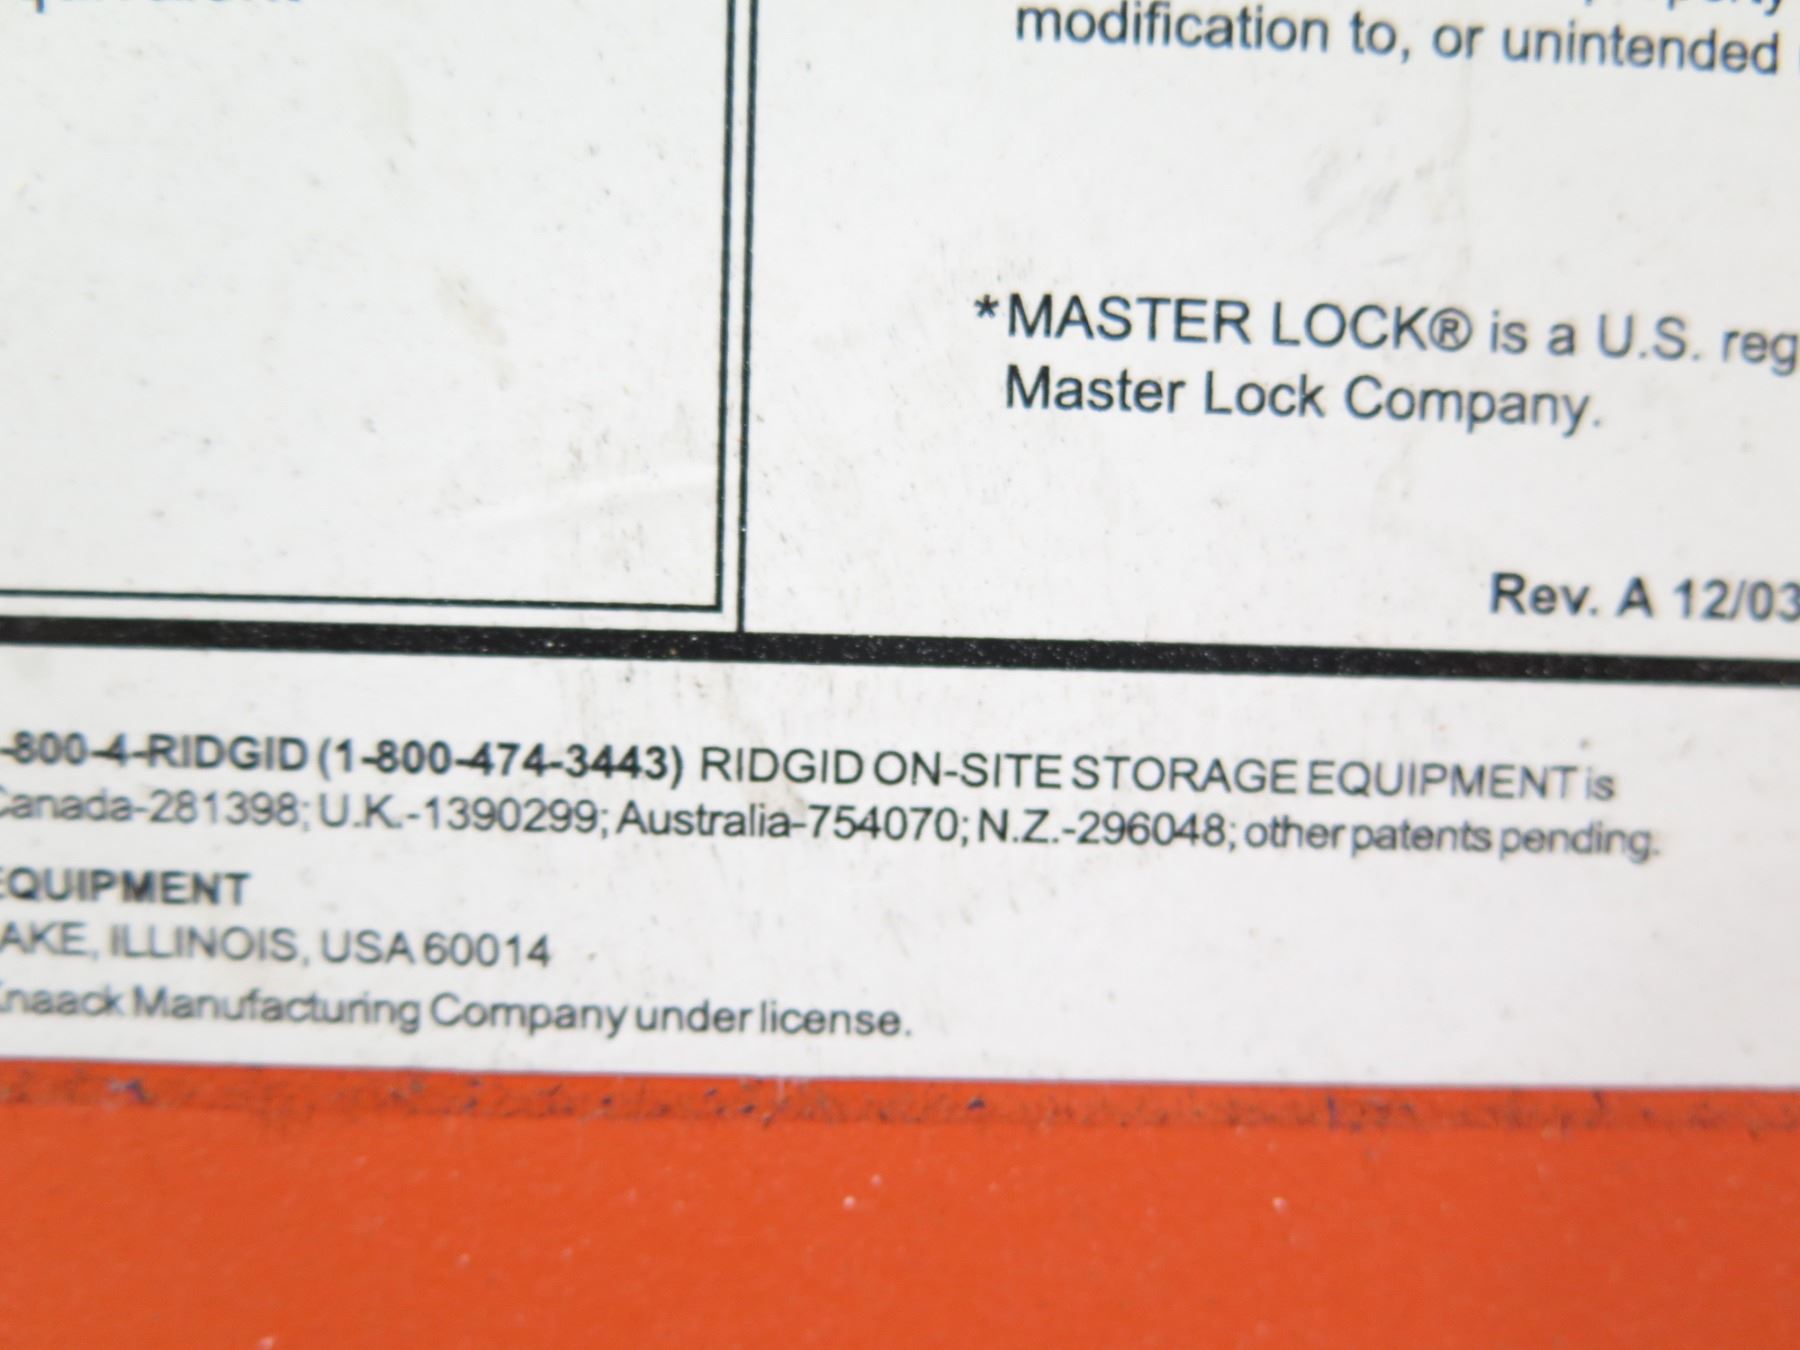 property
modification to, or unintended
*MASTER LOCK® is a U.S. reg
Master Lock Company.
Rev. A 12/03
-800-4-RIDGID (1-800-474-3443) RIDGID ON-SITE STORAGE EQUIPMENT is
Canada-281398; U.K.-1390299; Australia-754070; N.Z.-296048; other patents pending.
EQUIPMENT
AKE, ILLINOIS, USA 60014
Knaack Manufacturing Company under license.